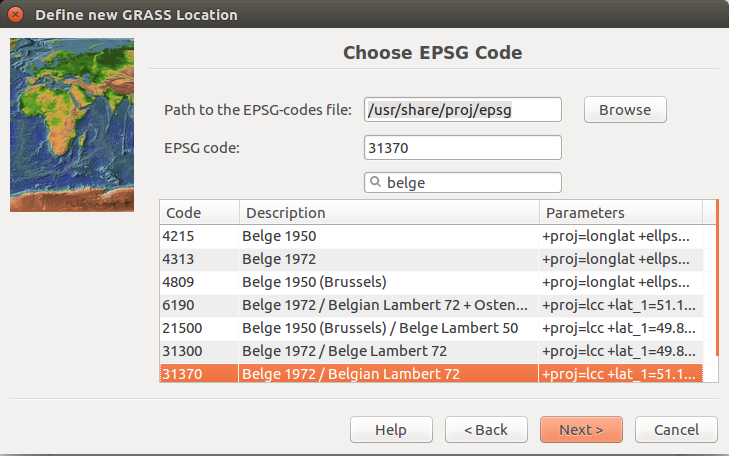 Define new GRASS Location
Choose EPSG Code
Path to the EPSG-codes file: /usr/share/proj/epsg Browse
EPSG code: 31370
belge
Code Description Parameters
4215 Belge 1950 +proj=longlat +ellps...
4313 Belge 1972 +proj=longlat +ellps...
4809 Belge 1950 (Brussels) +proj=longlat +ellps...
6190 Belge 1972 / Belgian Lambert 72 + Osten... +proj=lcc +lat_1=51.1...
21500 Belge 1950 (Brussels) / Belge Lambert 50 +proj=lcc +lat_1=49.8...
31300 Belge 1972 / Belge Lambert 72 +proj=lcc +lat_1=49.8...
31370 Belge 1972 / Belgian Lambert 72 +proj=lcc +lat_1=51.1...
Help < Back Next > Cancel